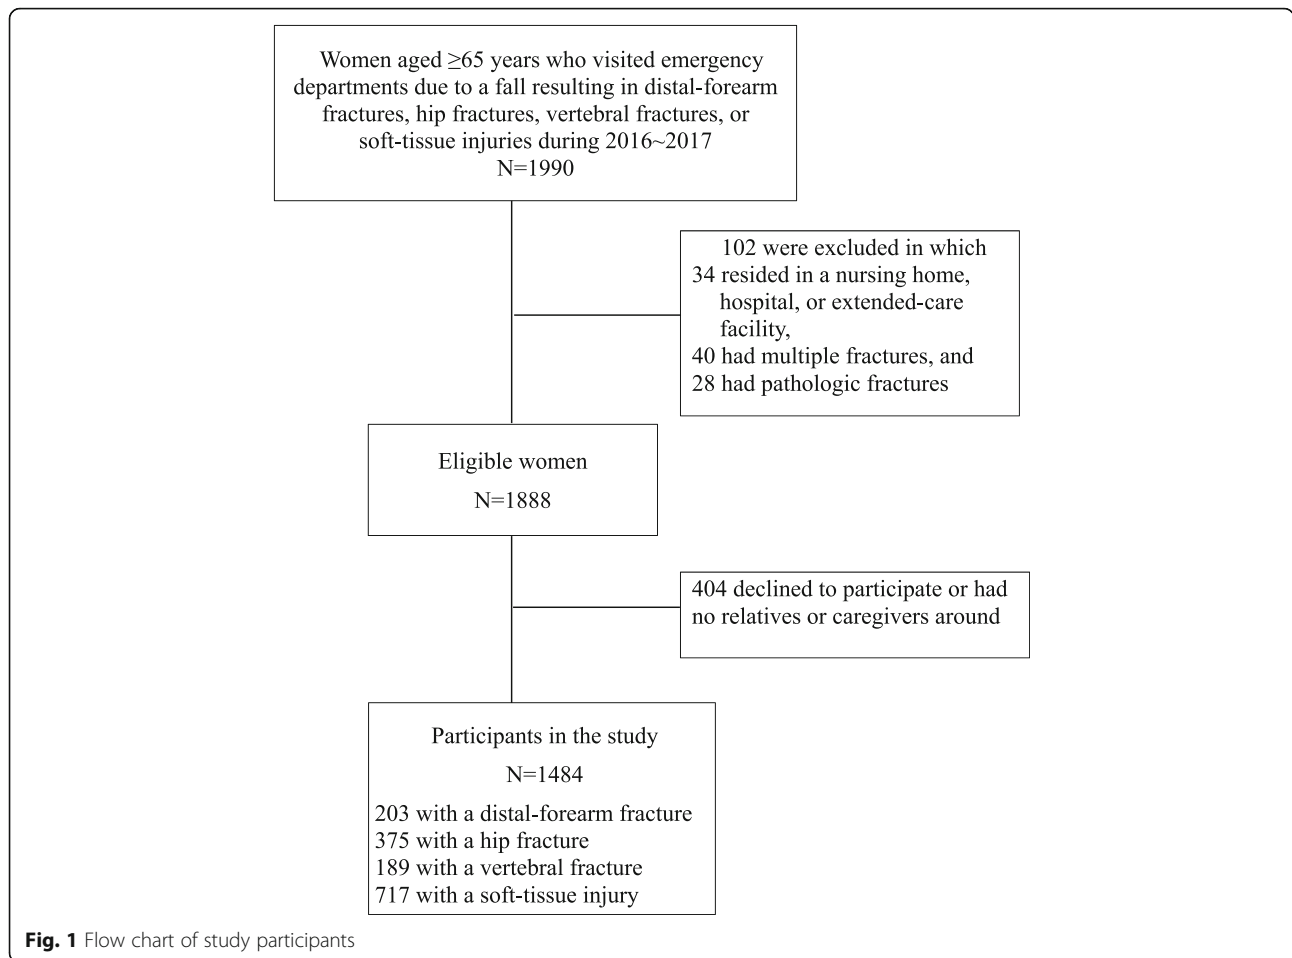 Women aged ≥65 years who visited emergency
departments due to a fall resulting in distal-forearm
fractures, hip fractures, vertebral fractures, or
soft-tissue injuries during 2016~2017
N=1990
102 were excluded in which
34 resided in a nursing home,
hospital, or extended-care
facility,
40 had multiple fractures, and
28 had pathologic fractures
Eligible women
N=1888
404 declined to participate or had
no relatives or caregivers around
Participants in the study
N=1484
203 with a distal-forearm fracture
375 with a hip fracture
189 with a vertebral fracture
717 with a soft-tissue injury
Fig. 1 Flow chart of study participants